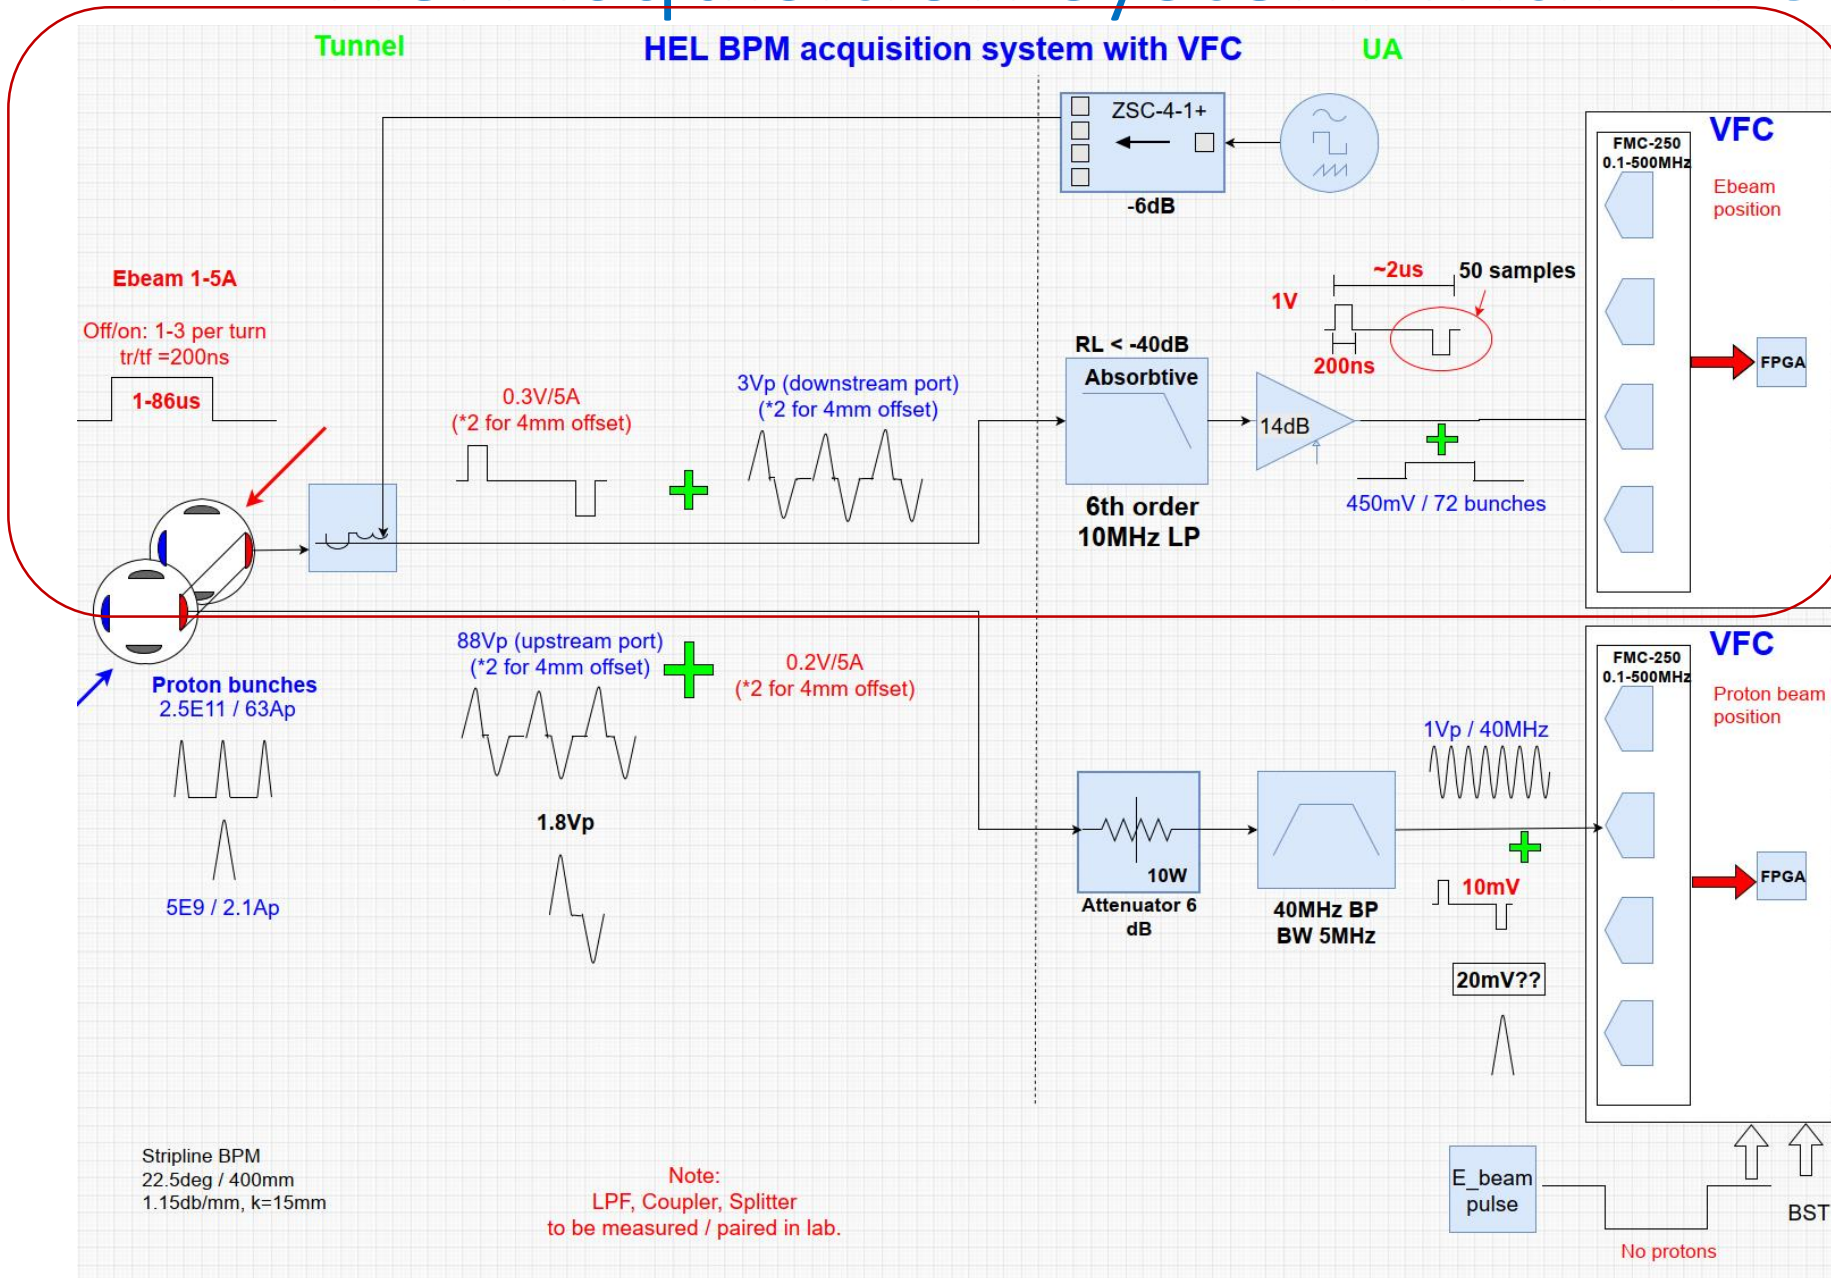 Tunnel
HEL BPM acquisition system with VFC
UA
ZSC-4-1+
-6dB
VFC
FMC-250
0.1-500MHz
Ebeam
position
FPGA
Ebeam 1-5A
Off/on: 1-3 per turn
tr/tf =200ns
1-86us
0.3V/5A
(*2 for 4mm offset)
3Vp (downstream port)
(*2 for 4mm offset)
RL < -40dB
Absorbtive
6th order
10MHz LP
14dB
~2us
50 samples
1V
200ns
450mV / 72 bunches
88Vp (upstream port)
(*2 for 4mm offset)
0.2V/5A
(*2 for 4mm offset)
Proton bunches
2.5E11 / 63Ap
5E9 / 2.1Ap
1.8Vp
10W
Attenuator 6
dB
40MHz BP
BW 5MHz
1Vp / 40MHz
10mV
20mV??
VFC
FMC-250
0.1-500MHz
Proton beam
position
FPGA
Stripline BPM
22.5deg / 400mm
1.15db/mm, k=15mm
Note:
LPF, Coupler, Splitter
to be measured / paired in lab.
E_beam
pulse
No protons
BST